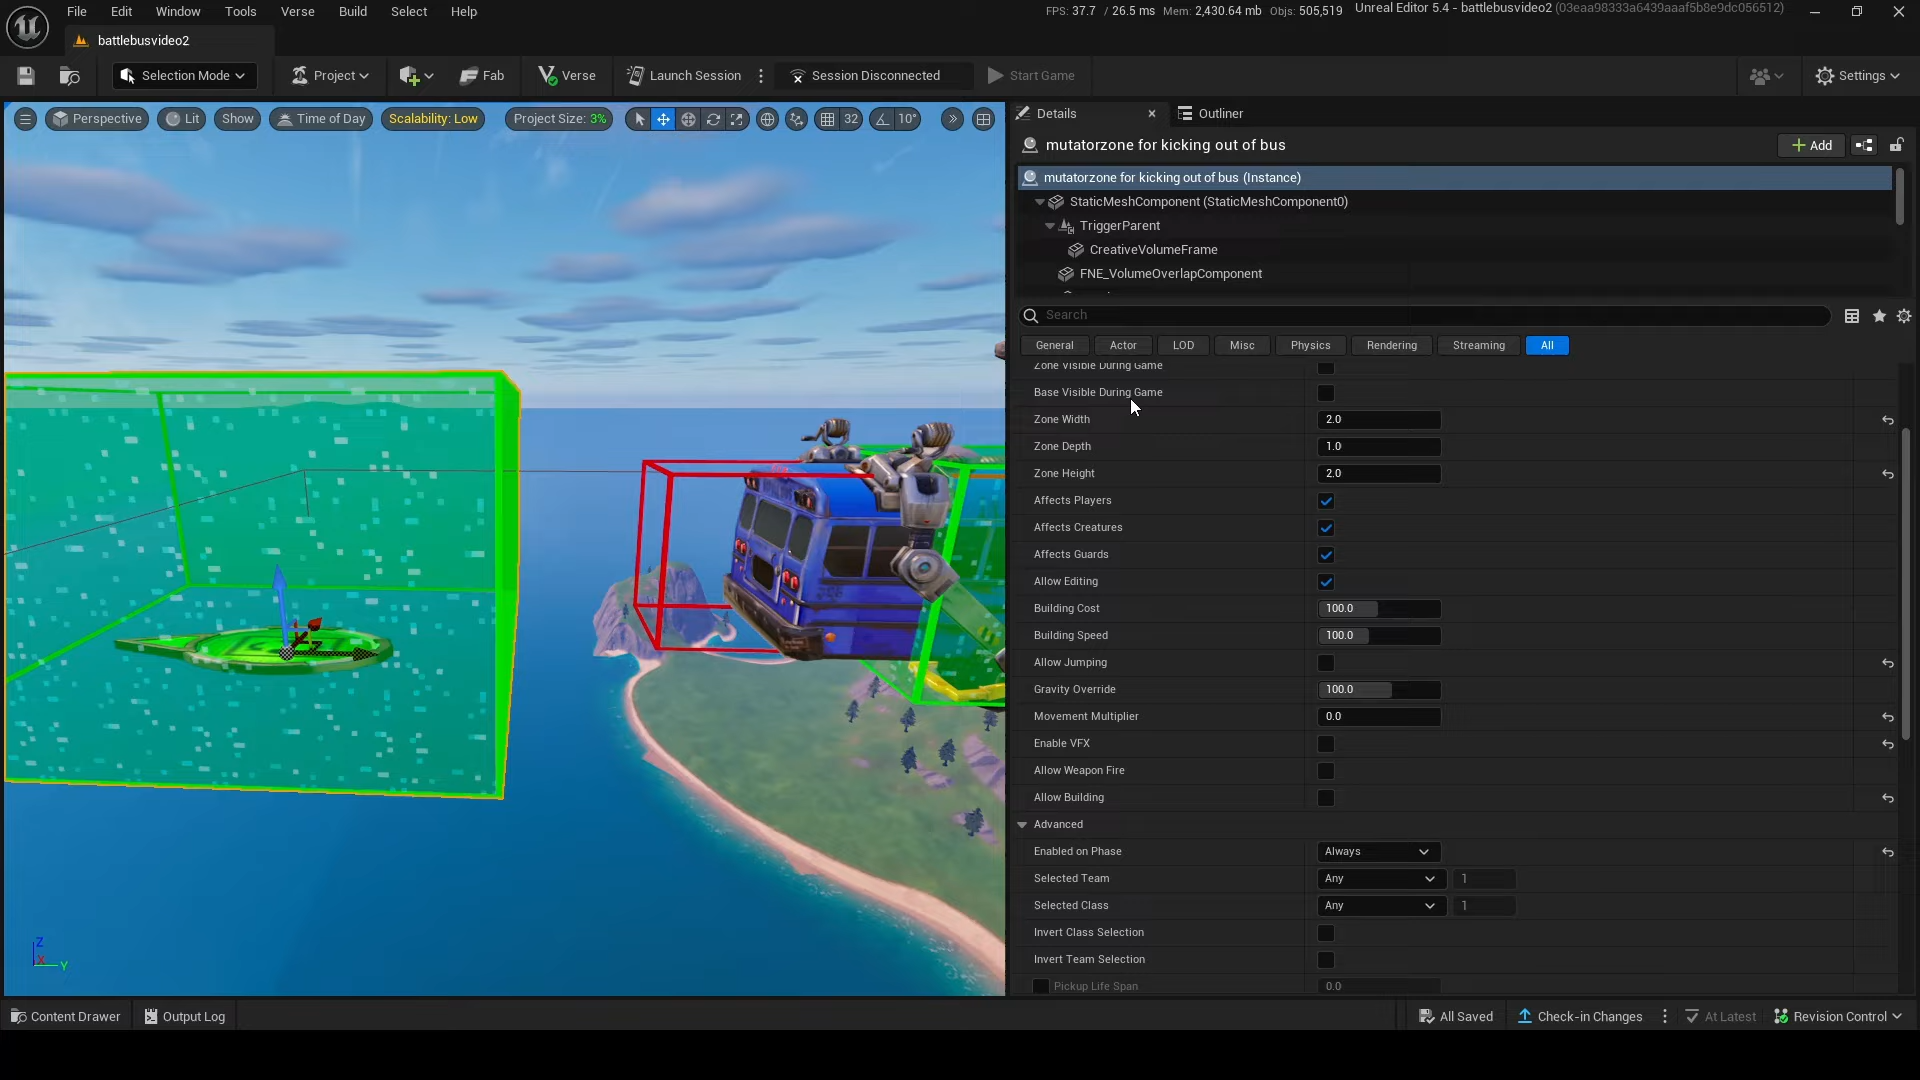 File Edit Window Tools Verse Build Select Help
FPS: 37.7 / 26.5 ms Mem: 2,430.64 mb Objs: 505,519 Unreal Editor 5.4 - battlebusvideo2 (03eaa98333a6439aaaf5b8e9dc056512)
battlebusvideo2
Selection Mode Project Fab Verse Launch Session Session Disconnected Start Game Settings
Perspective Lit Show Time of Day Scalability: Low Project Size: 3% 32 10°
Details Outliner
mutatorzone for kicking out of bus Add
mutatorzone for kicking out of bus (Instance)
StaticMeshComponent (StaticMeshComponent0)
TriggerParent
CreativeVolumeFrame
FNE_VolumeOverlapComponent
Search
General Actor LOD Misc Physics Rendering Streaming All
Zone Visible During Game
Base Visible During Game
Zone Width 2.0
Zone Depth 1.0
Zone Height 2.0
Affects Players
Affects Creatures
Affects Guards
Allow Editing
Building Cost 100.0
Building Speed 100.0
Allow Jumping
Gravity Override 100.0
Movement Multiplier 0.0
Enable VFX
Allow Weapon Fire
Allow Building
Advanced
Enabled on Phase Always
Selected Team Any 1
Selected Class Any 1
Invert Class Selection
Invert Team Selection
Pickup Life Span 0.0
Z
X Y
Content Drawer Output Log All Saved Check-in Changes At Latest Revision Control